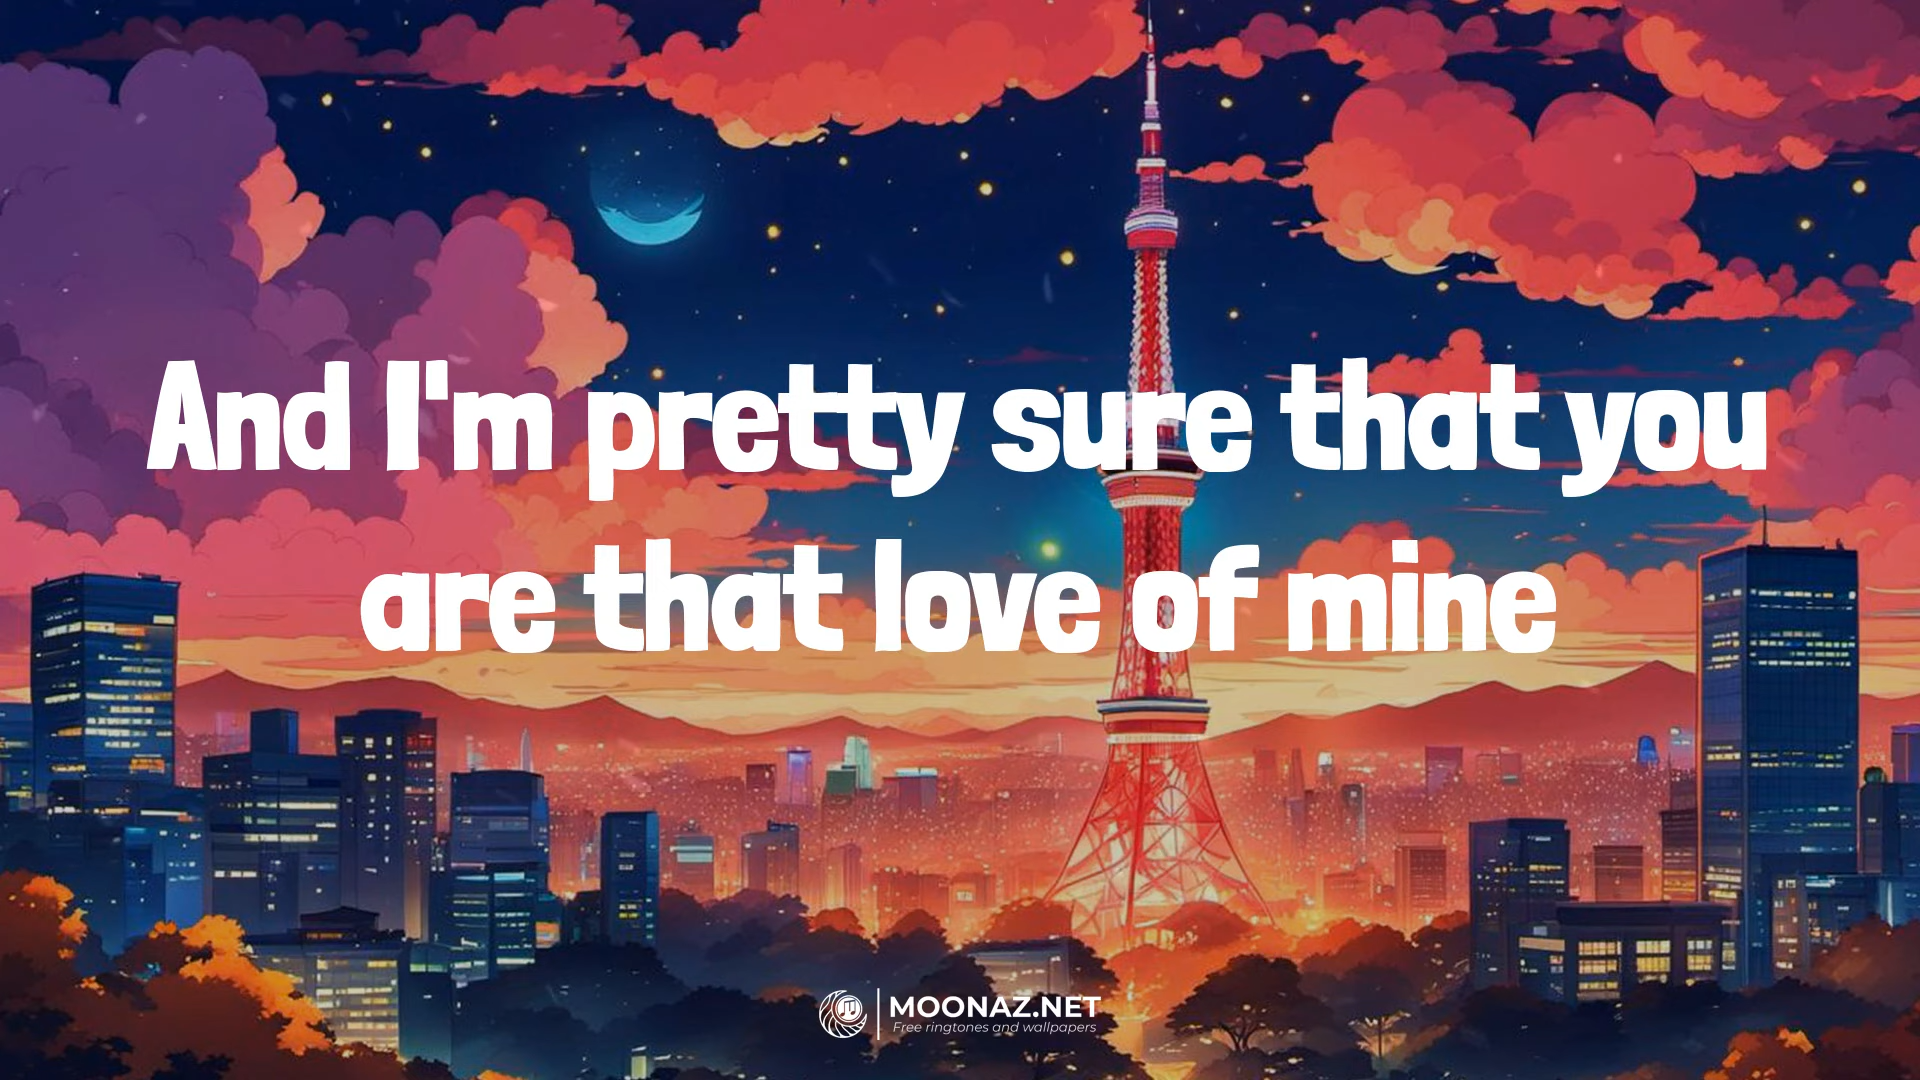 And I'm pretty sure that you
are that love of mine
MOONAZ.NET
Free ringtones and wallpapers